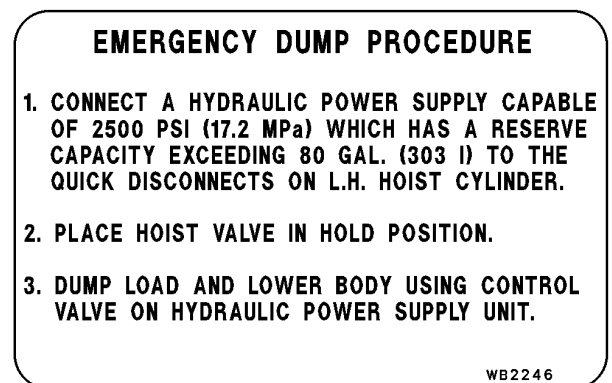 EMERGENCY DUMP PROCEDURE
1. CONNECT A HYDRAULIC POWER SUPPLY CAPABLE
OF 2500 PSI (17.2 MPa) WHICH HAS A RESERVE
CAPACITY EXCEEDING 80 GAL. (303 l) TO THE
QUICK DISCONNECTS ON L.H. HOIST CYLINDER.
2. PLACE HOIST VALVE IN HOLD POSITION.
3. DUMP LOAD AND LOWER BODY USING CONTROL
VALVE ON HYDRAULIC POWER SUPPLY UNIT.
WB2246